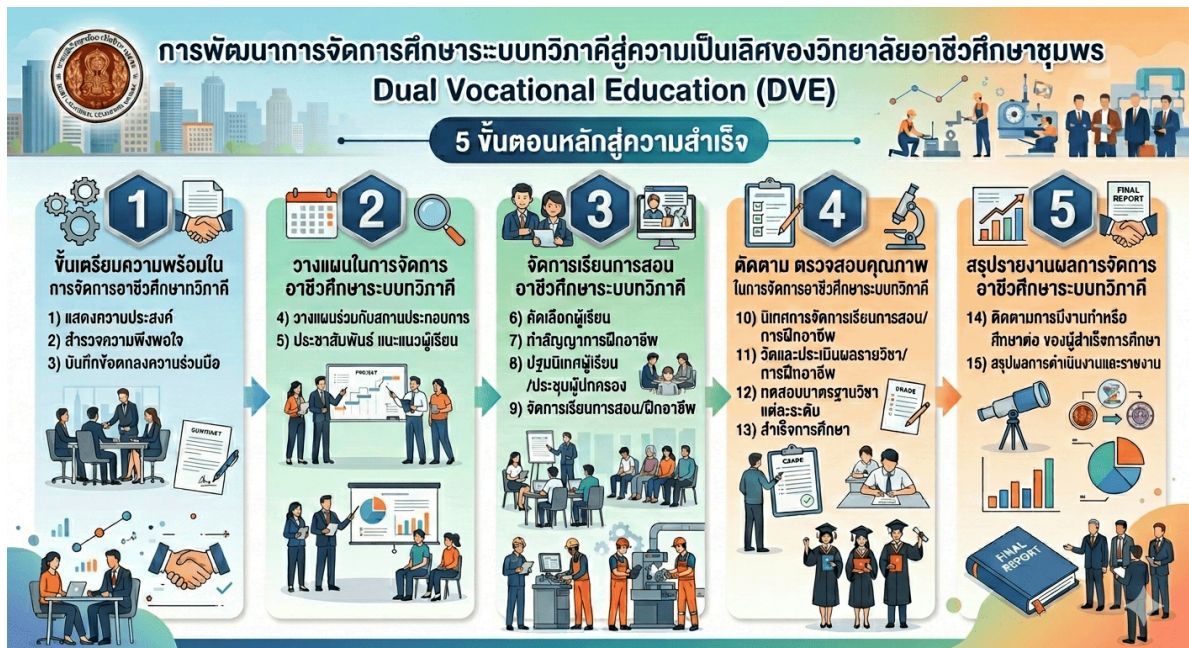 การพัฒนาการจัดการศึกษาระบบทวิภาคีสู่ความเป็นเลิศของวิทยาลัยอาชีวศึกษาชุมพร
Dual Vocational Education (DVE)
5 ขั้นตอนหลักสู่ความสำเร็จ
1
ขั้นเตรียมความพร้อมใน
การจัดการอาชีวศึกษาทวิภาคี
1) แสดงความประสงค์
2) สำรวจความพึงพอใจ
3) บันทึกข้อตกลงความร่วมมือ
2
วางแผนในการจัดการ
อาชีวศึกษาระบบทวิภาคี
4) วางแผนร่วมกับสถานประกอบการ
5) ประชาสัมพันธ์ แนะแนวผู้เรียน
PROJECT
3
จัดการเรียนการสอน
อาชีวศึกษาระบบทวิภาคี
6) คัดเลือกผู้เรียน
7) ทำสัญญาการฝึกอาชีพ
8) ปฐมนิเทศผู้เรียน
/ประชุมผู้ปกครอง
9) จัดการเรียนการสอน/ฝึกอาชีพ
4
ติดตาม ตรวจสอบคุณภาพ
ในการจัดการอาชีวศึกษาระบบทวิภาคี
10) นิเทศการจัดการเรียนการสอน/
การฝึกอาชีพ
11) วัดและประเมินผลรายวิชา/
การฝึกอาชีพ
12) ทดสอบมาตรฐานวิชา
แต่ละระดับ
13) สำเร็จการศึกษา
5
FINAL
REPORT
สรุปรายงานผลการจัดการ
อาชีวศึกษาระบบทวิภาคี
14) ติดตามการมีงานทำหรือ
ศึกษาต่อ ของผู้สำเร็จการศึกษา
15) สรุปผลการดำเนินงานและรายงาน
FINAL
REPORT